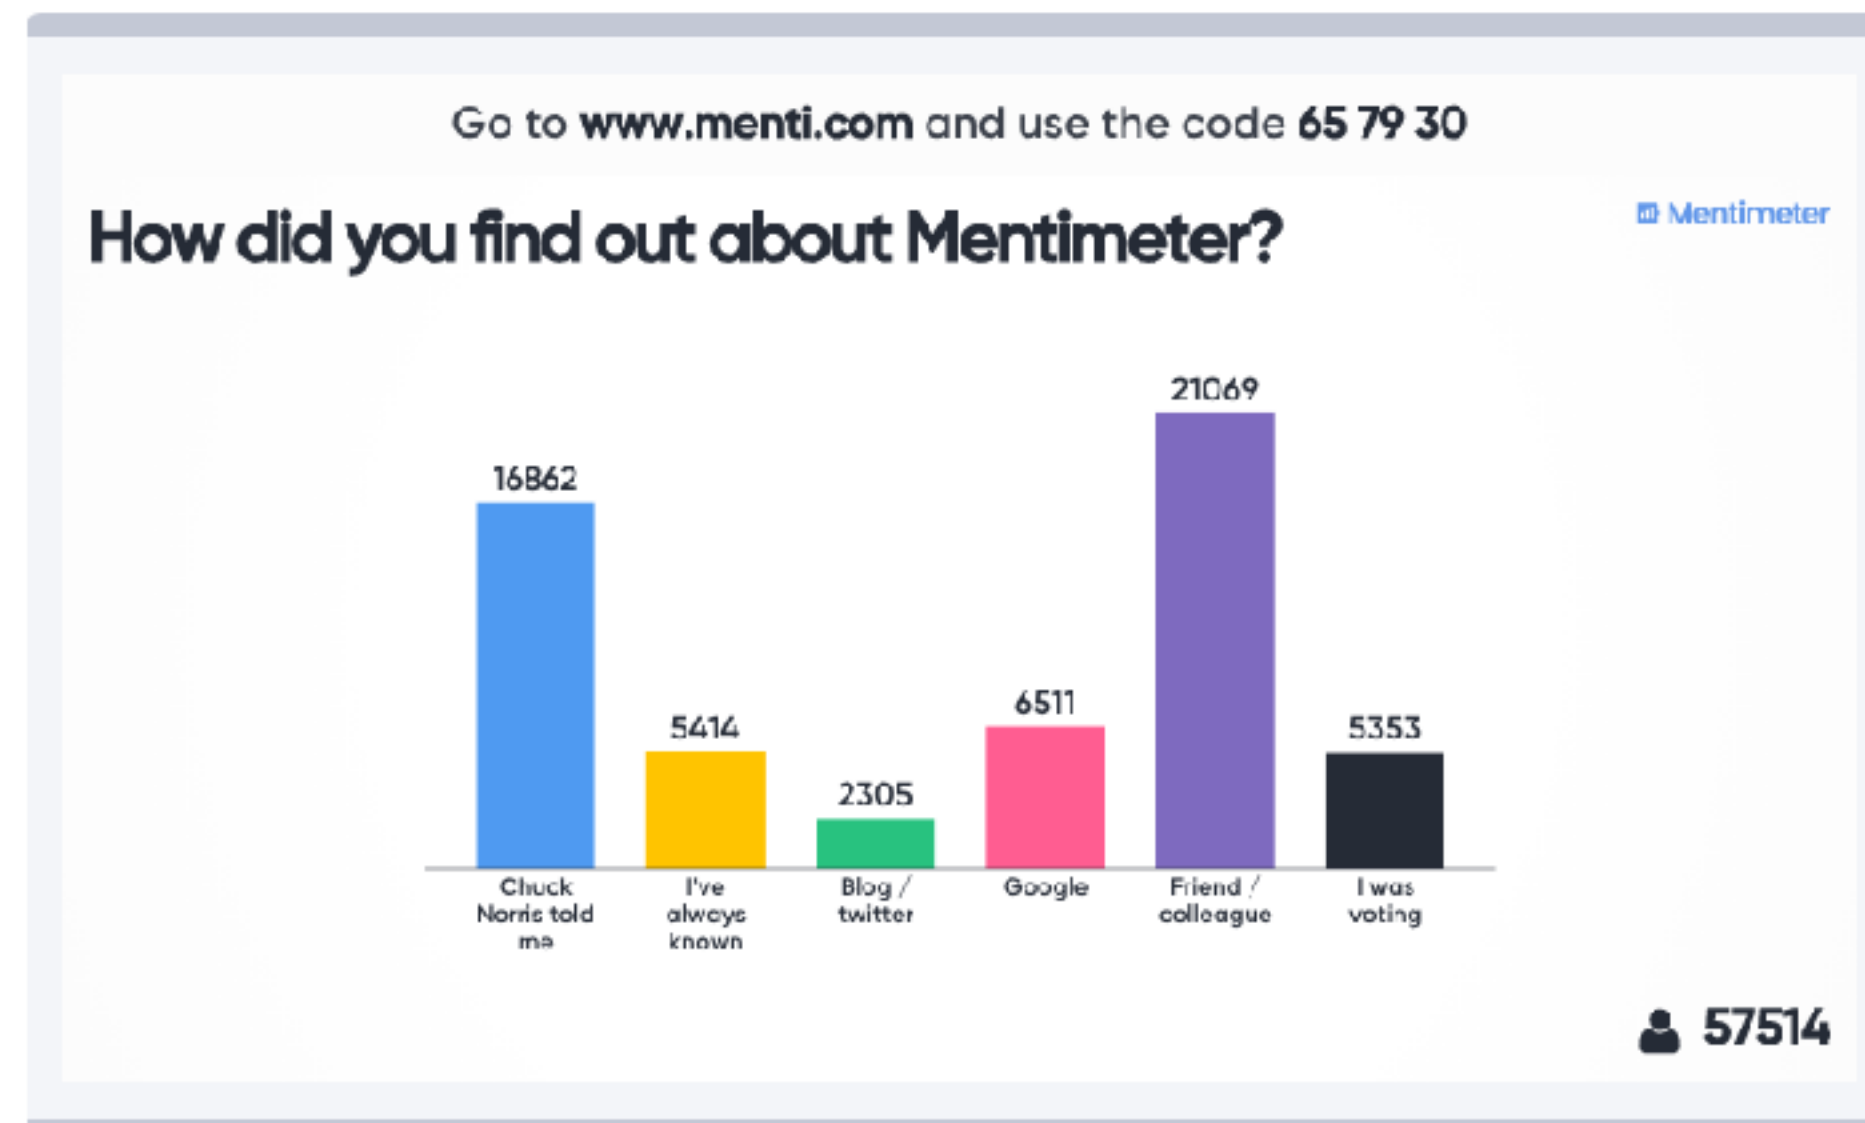 Go to www.menti.com and use the code 65 79 30
How did you find out about Mentimeter?
Mentimeter
21069
16862
6511
5414
5353
2305
Chuck
Norris told
me
I've
always
known
Blog /
twitter
Google
Friend /
colleague
I was
voting
57514